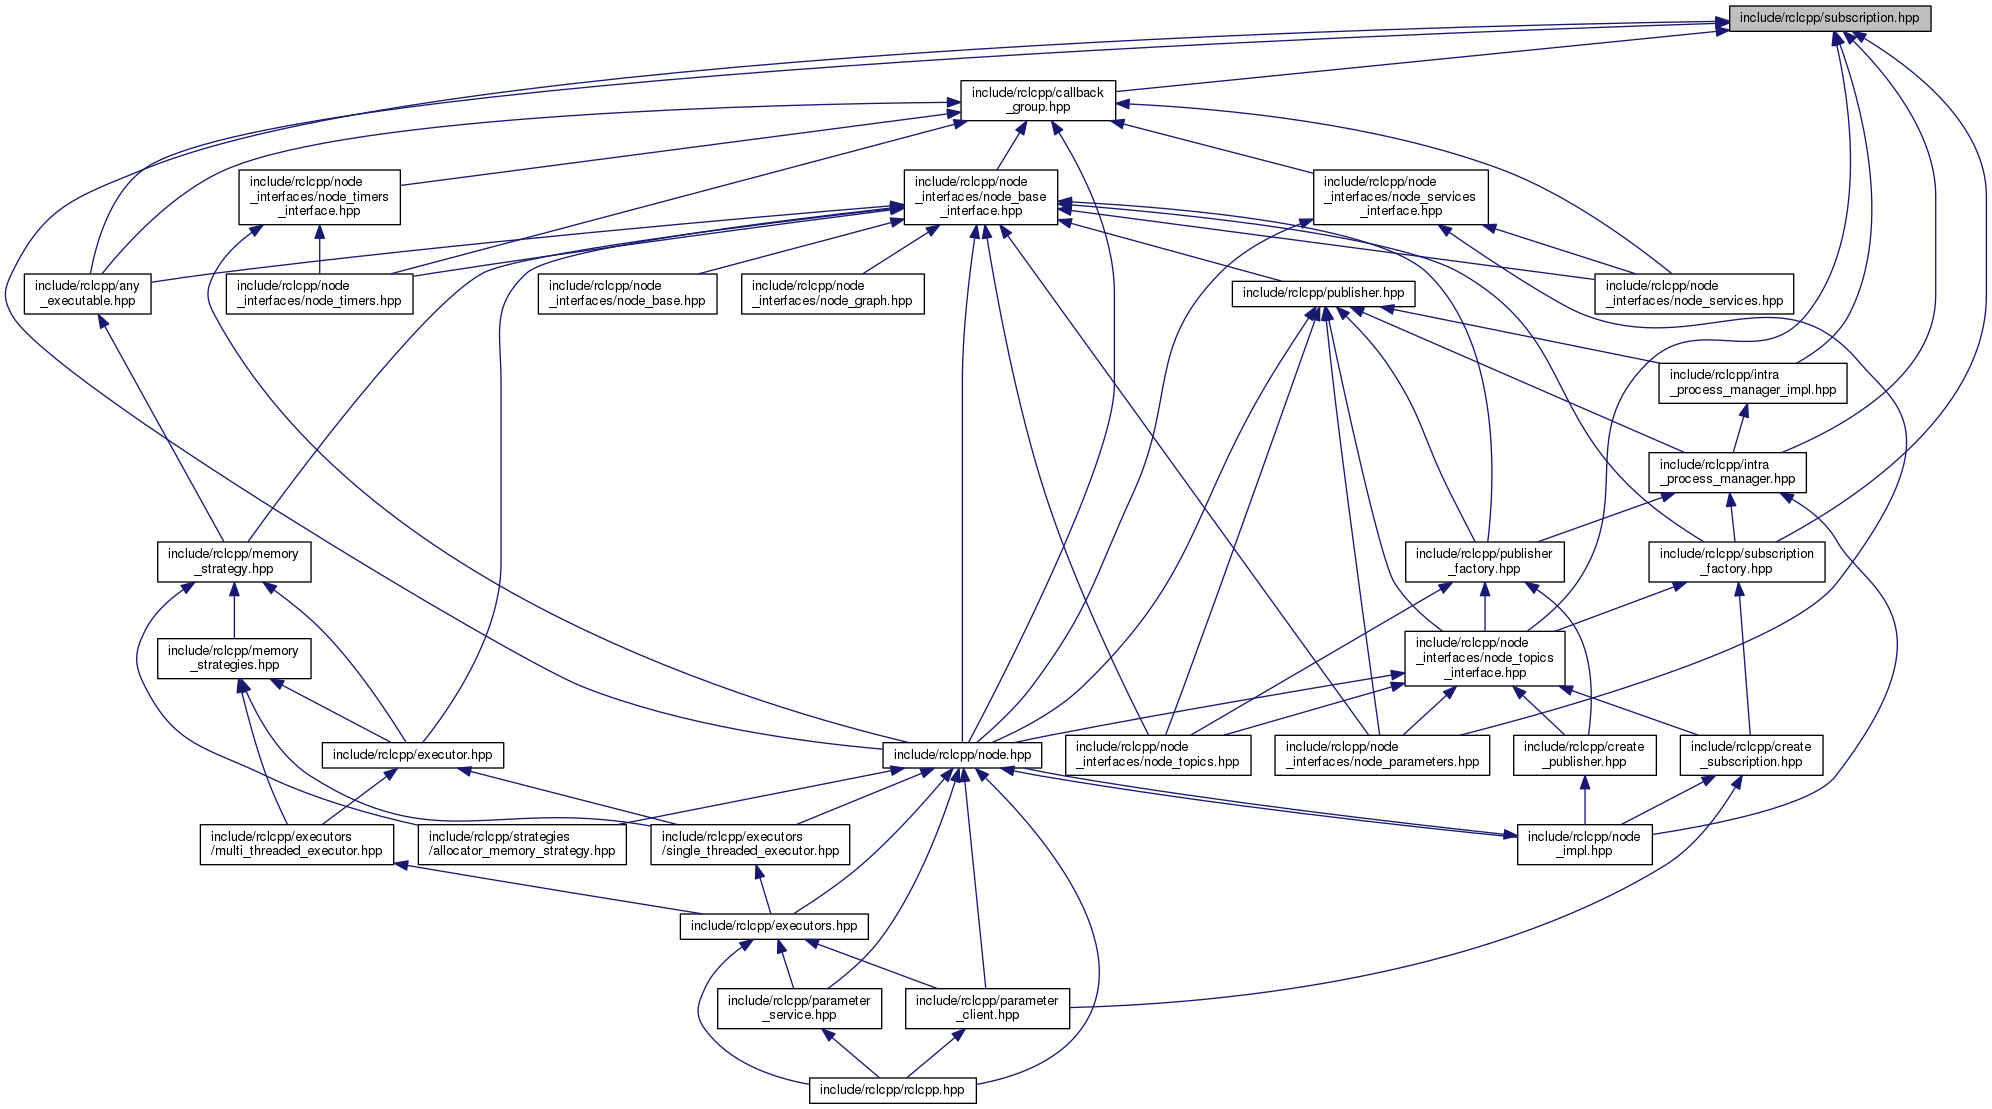 include/rclcpp/subscription.hpp
include/rclcpp/callback
_group.hpp
include/rclcpp/node
_interfaces/node_timers
_interface.hpp
include/rclcpp/node
_interfaces/node_base
_interface.hpp
include/rclcpp/node
_interfaces/node_services
_interface.hpp
include/rclcpp/any
_executable.hpp
include/rclcpp/node
_interfaces/node_timers.hpp
include/rclcpp/node
_interfaces/node_base.hpp
include/rclcpp/node
_interfaces/node_graph.hpp
include/rclcpp/publisher.hpp
include/rclcpp/node
_interfaces/node_services.hpp
include/rclcpp/intra
_process_manager_impl.hpp
include/rclcpp/intra
_process_manager.hpp
include/rclcpp/memory
_strategy.hpp
include/rclcpp/publisher
_factory.hpp
include/rclcpp/subscription
_factory.hpp
include/rclcpp/memory
_strategies.hpp
include/rclcpp/node
_interfaces/node_topics
_interface.hpp
include/rclcpp/executor.hpp
include/rclcpp/node.hpp
include/rclcpp/node
_interfaces/node_topics.hpp
include/rclcpp/node
_interfaces/node_parameters.hpp
include/rclcpp/create
_publisher.hpp
include/rclcpp/create
_subscription.hpp
include/rclcpp/executors
/multi_threaded_executor.hpp
include/rclcpp/strategies
/allocator_memory_strategy.hpp
include/rclcpp/executors
/single_threaded_executor.hpp
include/rclcpp/node
_impl.hpp
include/rclcpp/executors.hpp
include/rclcpp/parameter
_service.hpp
include/rclcpp/parameter
_client.hpp
include/rclcpp/rclcpp.hpp